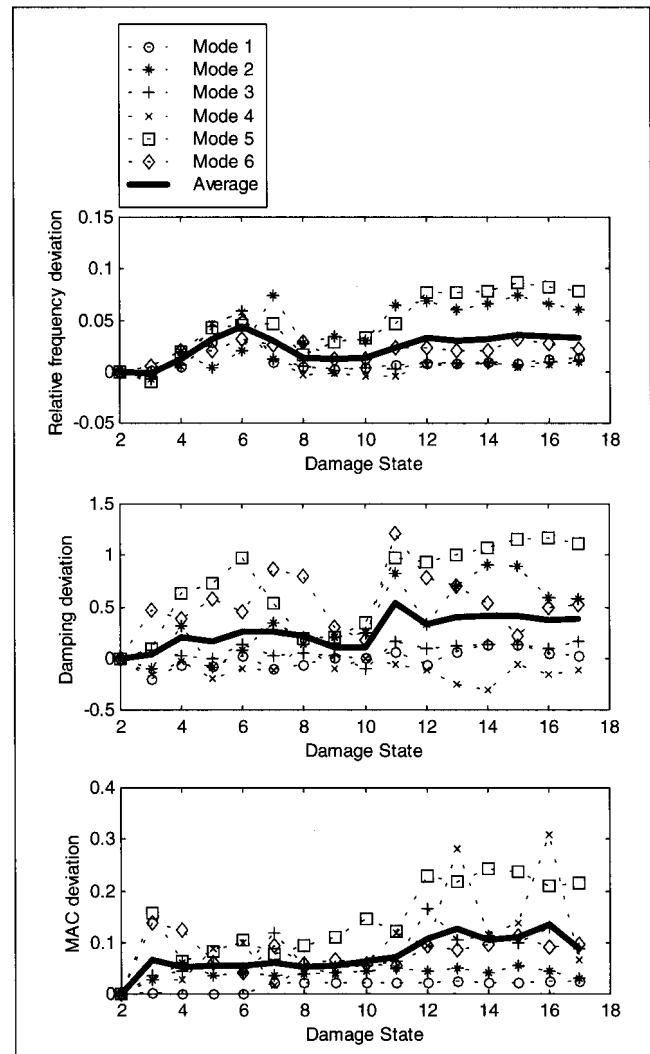 Mode 1
Mode 2
Mode 3
Mode 4
Mode 5
Mode 6
Average
0.15
0.1
0.05
0
-0.05
Relative frequency deviation
2 4 6 8 10 12 14 16 18
Damage State
1.5
1
0.5
0
-0.5
Damping deviation
2 4 6 8 10 12 14 16 18
Damage State
0.4
0.3
0.2
0.1
0
MAC deviation
2 4 6 8 10 12 14 16 18
Damage State